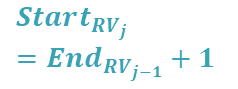 Start_{RV_j}
= End_{RV_{j-1}} + 1